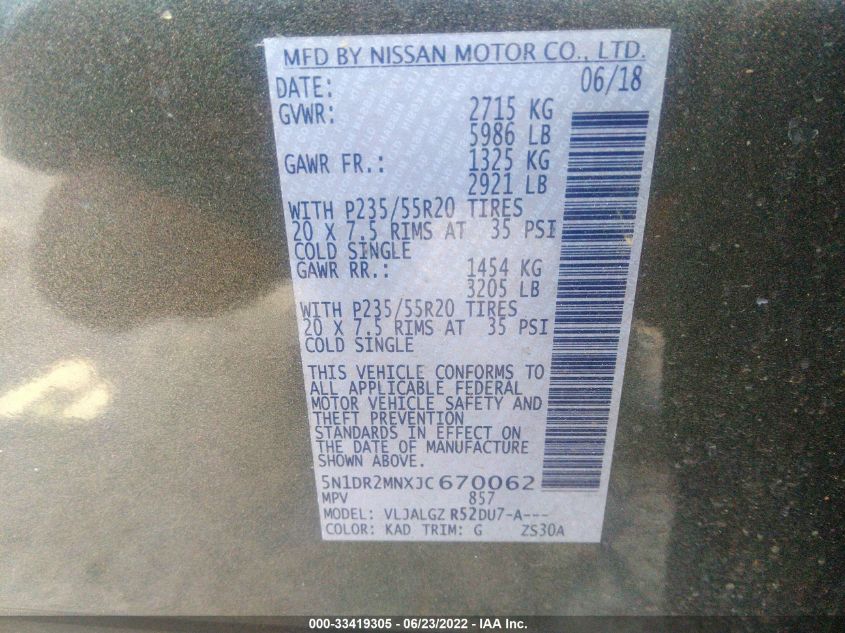 MFD BY NISSAN MOTOR CO., LTD.
DATE: 06/18
GVWR: 2715 KG
5986 LB
GAWR FR.: 1325 KG
2921 LB
WITH P235/55R20 TIRES
20 X 7.5 RIMS AT 35 PSI
COLD SINGLE
GAWR RR.: 1454 KG
3205 LB
WITH P235/55R20 TIRES
20 X 7.5 RIMS AT 35 PSI
COLD SINGLE
THIS VEHICLE CONFORMS TO
ALL APPLICABLE FEDERAL
MOTOR VEHICLE SAFETY AND
THEFT PREVENTION
STANDARDS IN EFFECT ON
THE DATE OF MANUFACTURE
SHOWN ABOVE.
5N1DR2MNXJC670062
MPV 857
MODEL: VLJALGZ R52DU7-A---
COLOR: KAD TRIM: G ZS30A
000-33419305 - 06/23/2022 - IAA Inc.